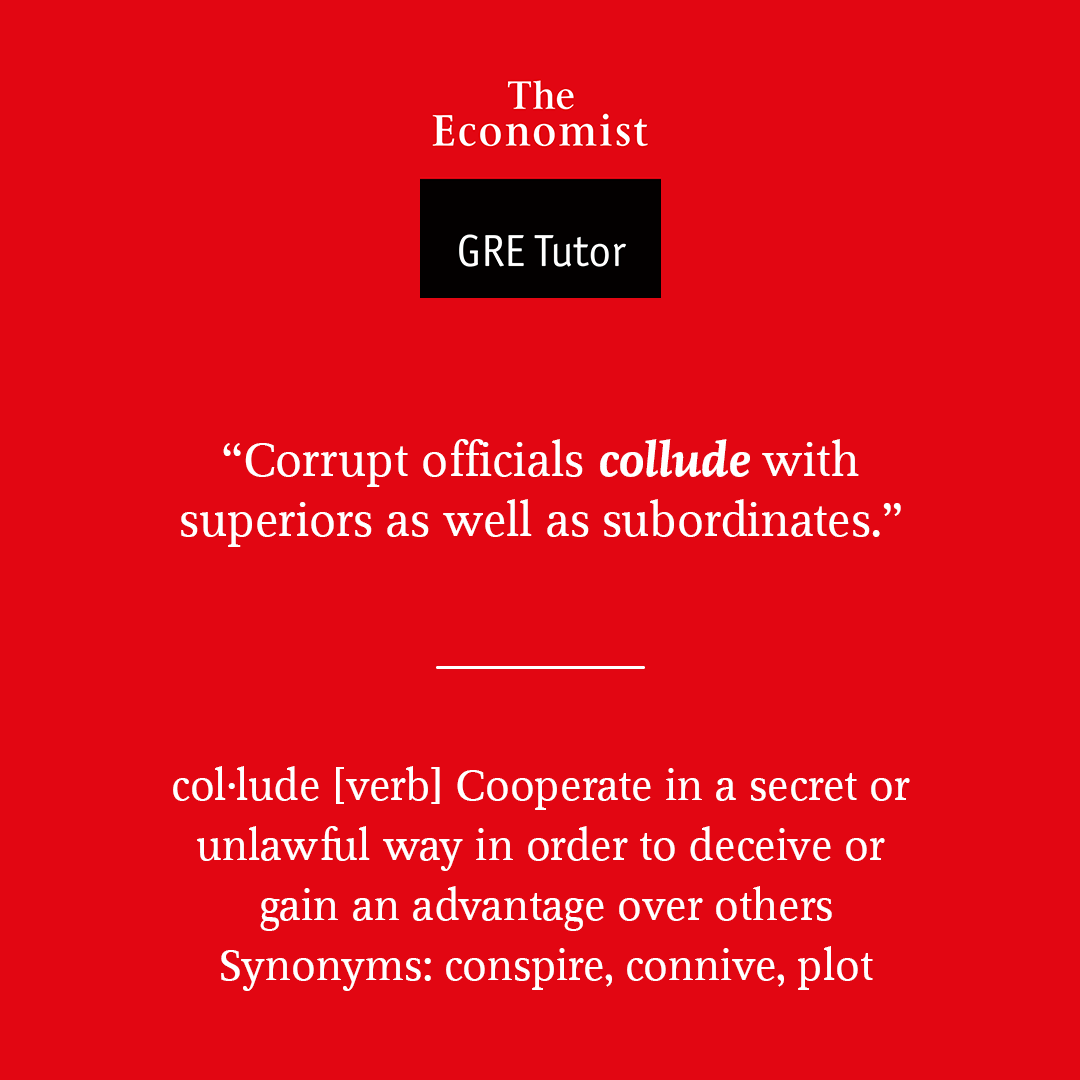 The
Economist
GRE Tutor
“Corrupt officials collude with
superiors as well as subordinates.”
col·lude [verb] Cooperate in a secret or
unlawful way in order to deceive or
gain an advantage over others
Synonyms: conspire, connive, plot